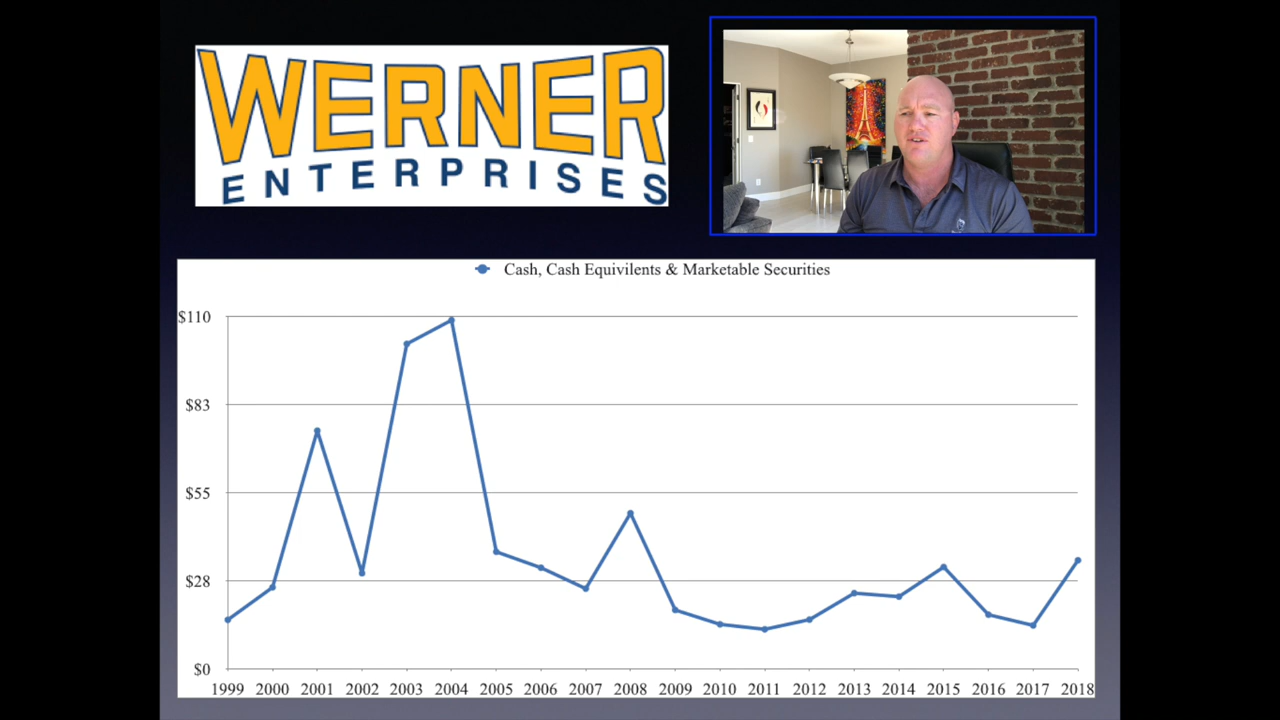 WERNER
ENTERPRISES
Cash, Cash Equivilents & Marketable Securities
$110
$83
$55
$28
$0
1999 2000 2001 2002 2003 2004 2005 2006 2007 2008 2009 2010 2011 2012 2013 2014 2015 2016 2017 2018